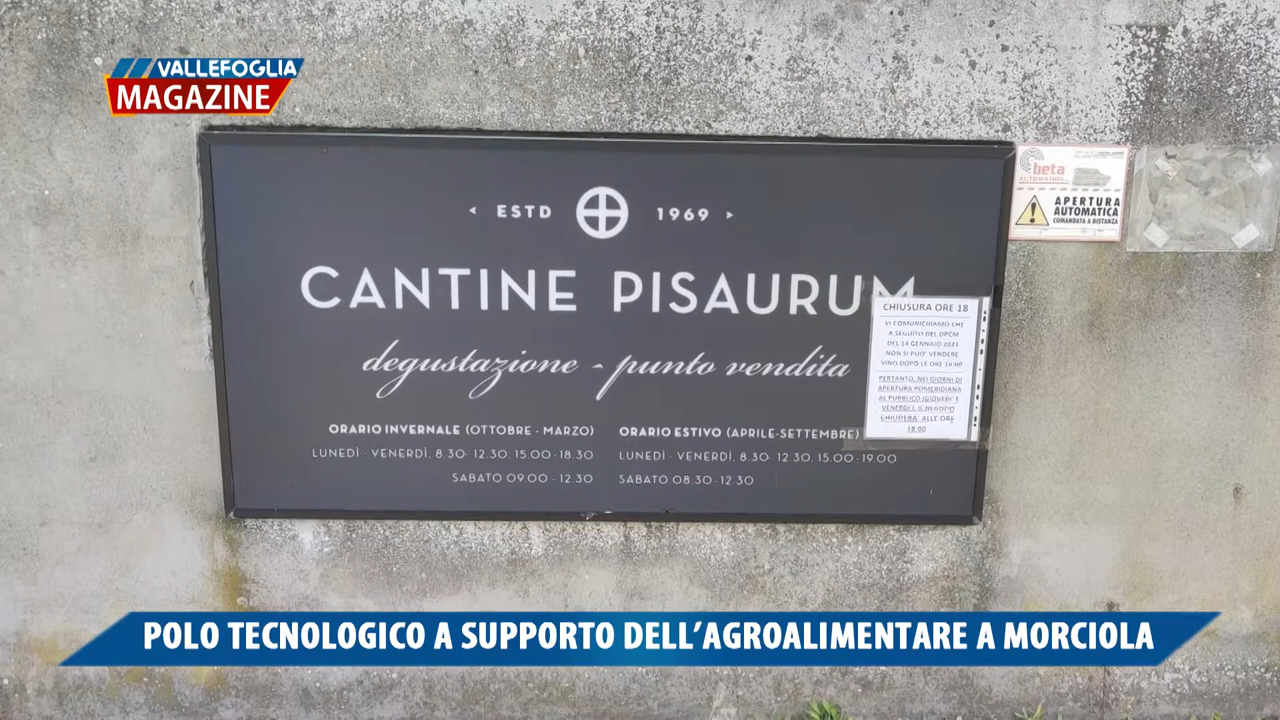 VALLEFOGLIA
MAGAZINE
ESTD 1969
CANTINE PISAURUM
degustazione - punto vendita
ORARIO INVERNALE (OTTOBRE - MARZO)
LUNEDÌ - VENERDÌ, 8.30 - 12.30, 15.00 - 18.30
SABATO 09.00 - 12.30
ORARIO ESTIVO (APRILE-SETTEMBRE)
LUNEDÌ - VENERDÌ, 8.30 - 12.30, 15.00 - 19.00
SABATO 08.30 - 12.30
CHIUSURA ORE 18
VI COMUNICHIAMO CHE
A SEGUITO DEL DPCM
DEL 14 GENNAIO 2021
NON SI PUO' VENDERE
VINO DOPO LE ORE 18:00
PERTANTO, NEI GIORNI DI
APERTURA POMERIDIANA
AL PUBBLICO (GIOVEDI' E
VENERDI'), IL NEGOZIO
CHIUDERA' ALLE ORE
18:00
beta
AUTOMATION
APERTURA
AUTOMATICA
COMANDATA A DISTANZA
POLO TECNOLOGICO A SUPPORTO DELL'AGROALIMENTARE A MORCIOLA